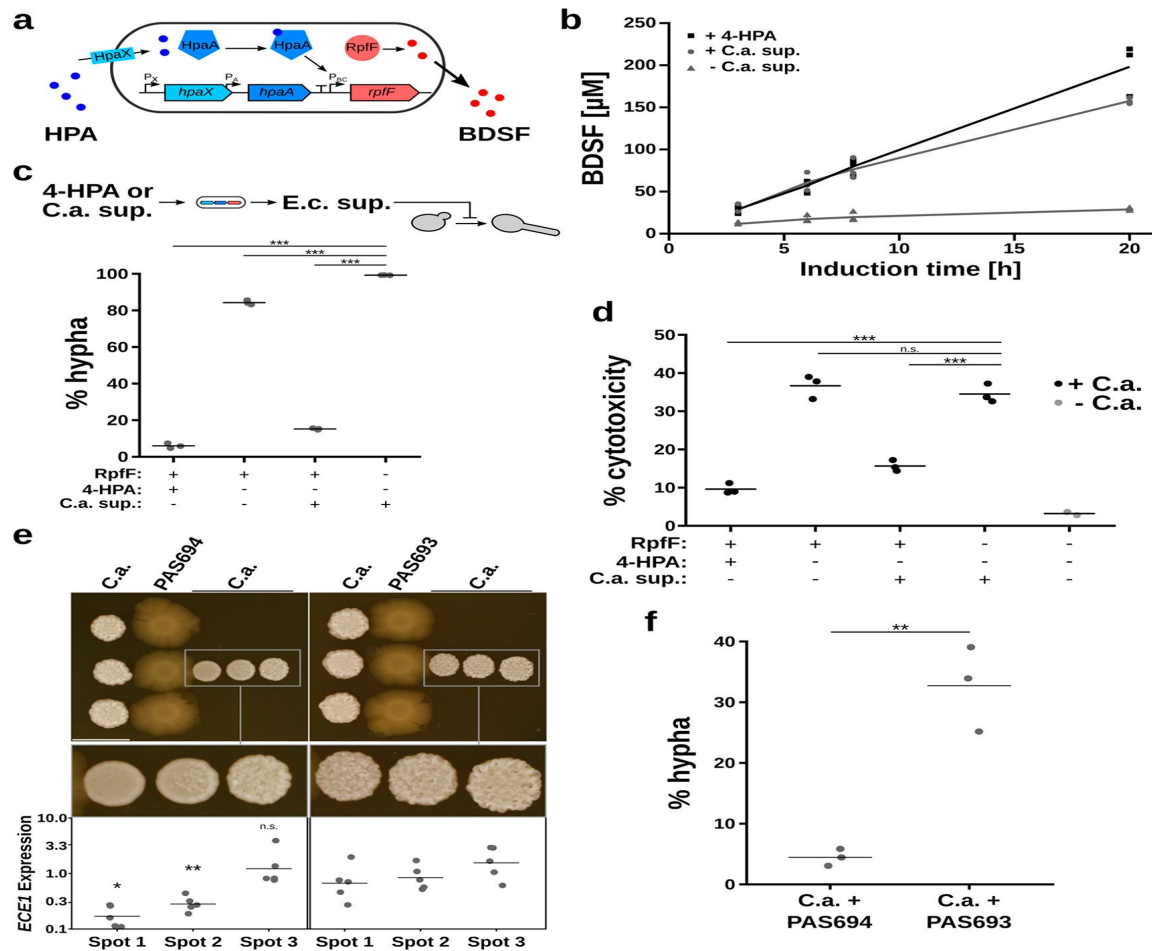 a
HpaX
HpaA
HpaA
RpfF
PX
PA
PBC
hpaX
hpaA
rpfF
HPA
BDSF
b
+ 4-HPA
+ C.a. sup.
- C.a. sup.
BDSF [µM]
250
200
150
100
50
0
0 5 10 15 20
Induction time [h]
c
4-HPA or
C.a. sup.
E.c. sup.
***
***
***
% hypha
100
80
60
40
20
0
RpfF: + + + -
4-HPA: + - - -
C.a. sup.: - - + +
d
% cytotoxicity
50
40
30
20
10
0
***
n.s.
***
+ C.a.
- C.a.
RpfF: + + + - -
4-HPA: + - - - -
C.a. sup.: - - + + -
e
C.a. PAS694 C.a. C.a. PAS693 C.a.
ECE1 Expression
10.0
3.3
1.0
0.3
0.1
* ** n.s.
Spot 1 Spot 2 Spot 3 Spot 1 Spot 2 Spot 3
f
% hypha
40
30
20
10
0
**
C.a. + C.a. +
PAS694 PAS693